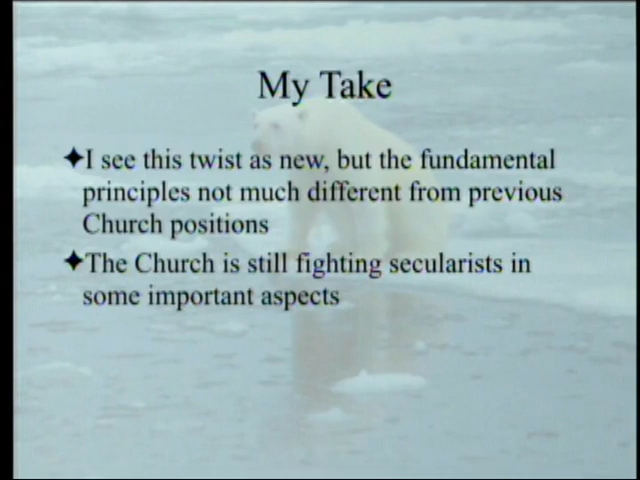 My Take
✦I see this twist as new, but the fundamental
principles not much different from previous
Church positions
✦The Church is still fighting secularists in
some important aspects